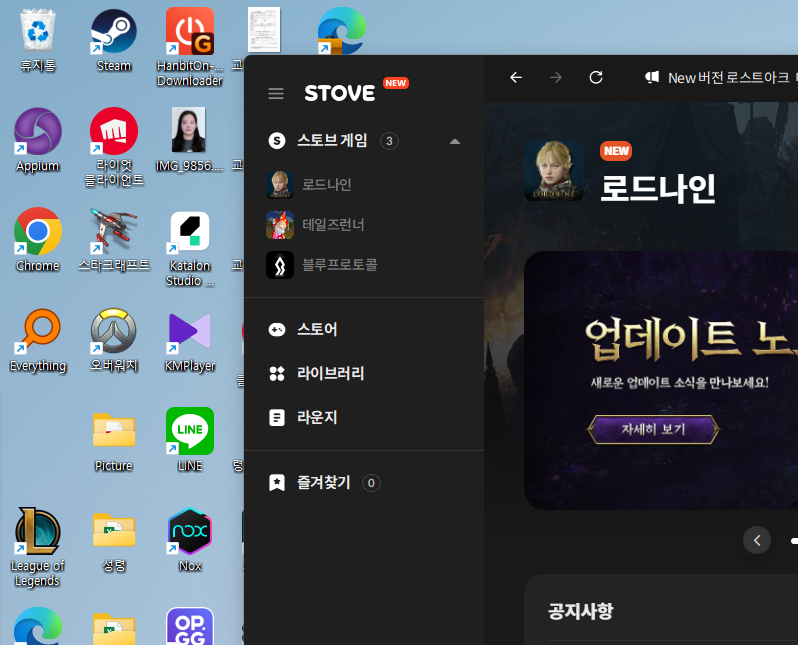 휴지통
Steam
HanbitOn-...
Downloader
Appium
라이엇
클라이언트
IMG_9856....
Chrome
스타크래프트
Katalon
Studio ...
Everything
오버워치
KMPlayer
Picture
LINE
LINE
League of
Legends
성령
nox
Nox
OP.
GG
STOVE NEW
스토브 게임 3
로드나인
테일즈런너
블루프로토콜
스토어
라이브러리
라운지
즐겨찾기 0
New 버전 로스트아크
NEW
로드나인
업데이트 노
새로운 업데이트 소식을 만나보세요!
자세히 보기
공지사항